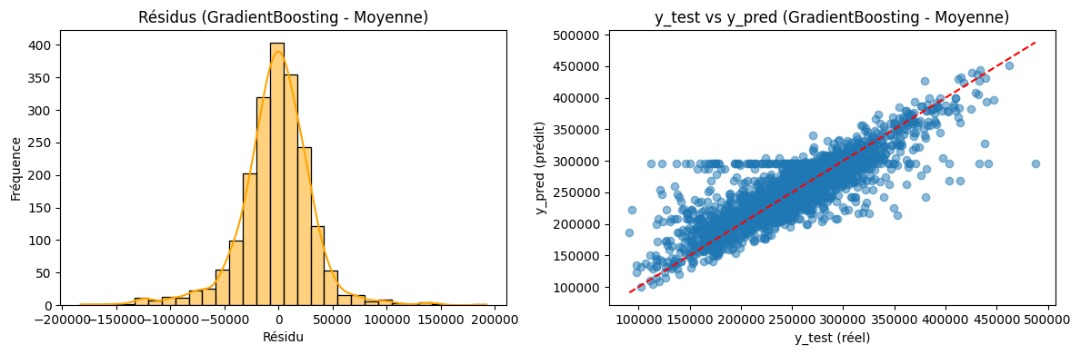 Résidus (GradientBoosting - Moyenne)
400
350
300
250
200
150
100
50
0
Fréquence
−200000 −150000 −100000 −50000 0 50000 100000 150000 200000
Résidu
y_test vs y_pred (GradientBoosting - Moyenne)
500000
450000
400000
350000
300000
250000
200000
150000
100000
y_pred (prédit)
100000 150000 200000 250000 300000 350000 400000 450000 500000
y_test (réel)